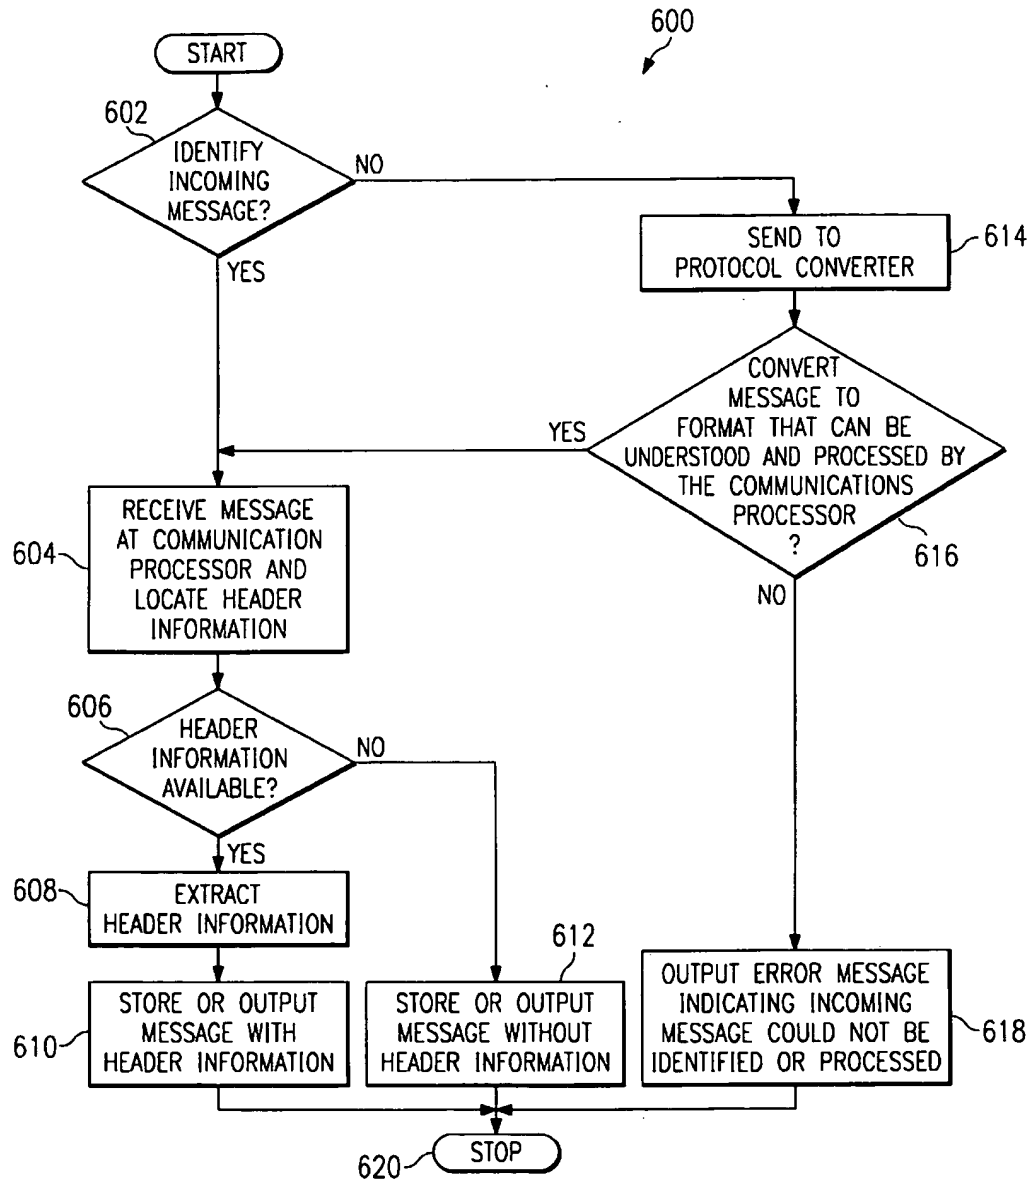 600
START
602
IDENTIFY
INCOMING
MESSAGE?
NO
YES
SEND TO
PROTOCOL CONVERTER
614
CONVERT
MESSAGE TO
FORMAT THAT CAN BE
UNDERSTOOD AND PROCESSED BY
THE COMMUNICATIONS
PROCESSOR
?
YES
616
NO
RECEIVE MESSAGE
AT COMMUNICATION
PROCESSOR AND
LOCATE HEADER
INFORMATION
604
606
HEADER
INFORMATION
AVAILABLE?
NO
YES
608
EXTRACT
HEADER INFORMATION
610
STORE OR OUTPUT
MESSAGE WITH
HEADER INFORMATION
612
STORE OR OUTPUT
MESSAGE WITHOUT
HEADER INFORMATION
OUTPUT ERROR MESSAGE
INDICATING INCOMING
MESSAGE COULD NOT BE
IDENTIFIED OR PROCESSED
618
620
STOP